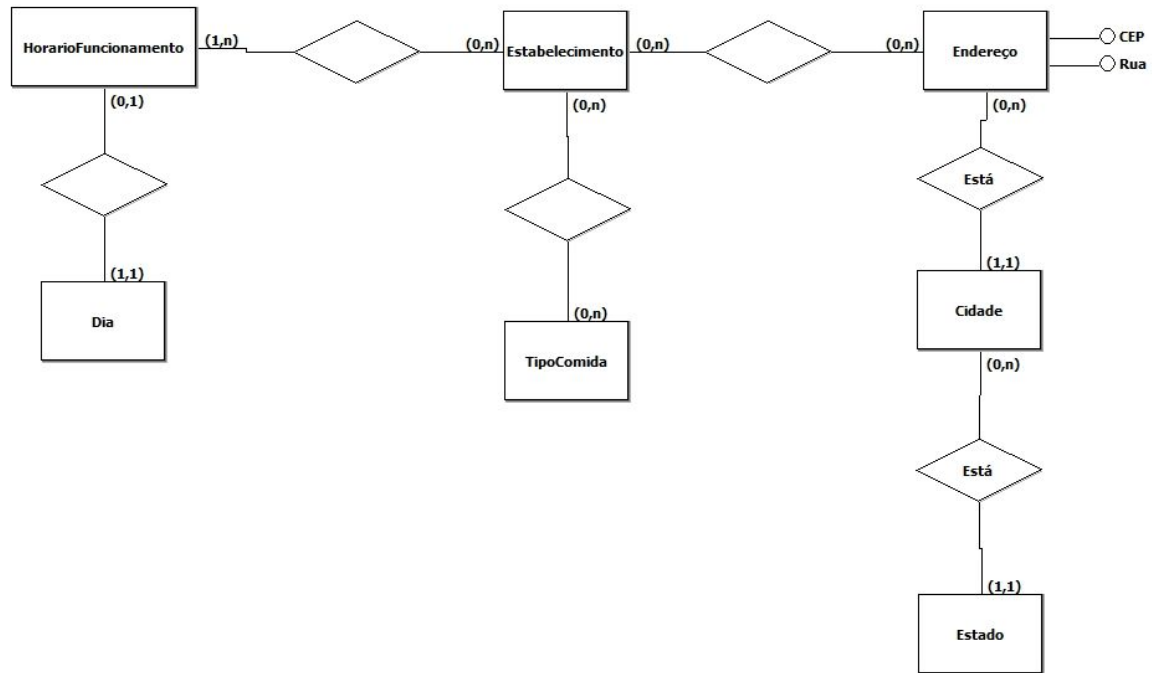 HorarioFuncionamento
(1,n)
(0,n)
Estabelecimento
(0,n)
(0,n)
Endereço
CEP
Rua
(0,1)
(0,n)
(0,n)
Está
(1,1)
Dia
(0,n)
TipoComida
(1,1)
Cidade
(0,n)
Está
(1,1)
Estado